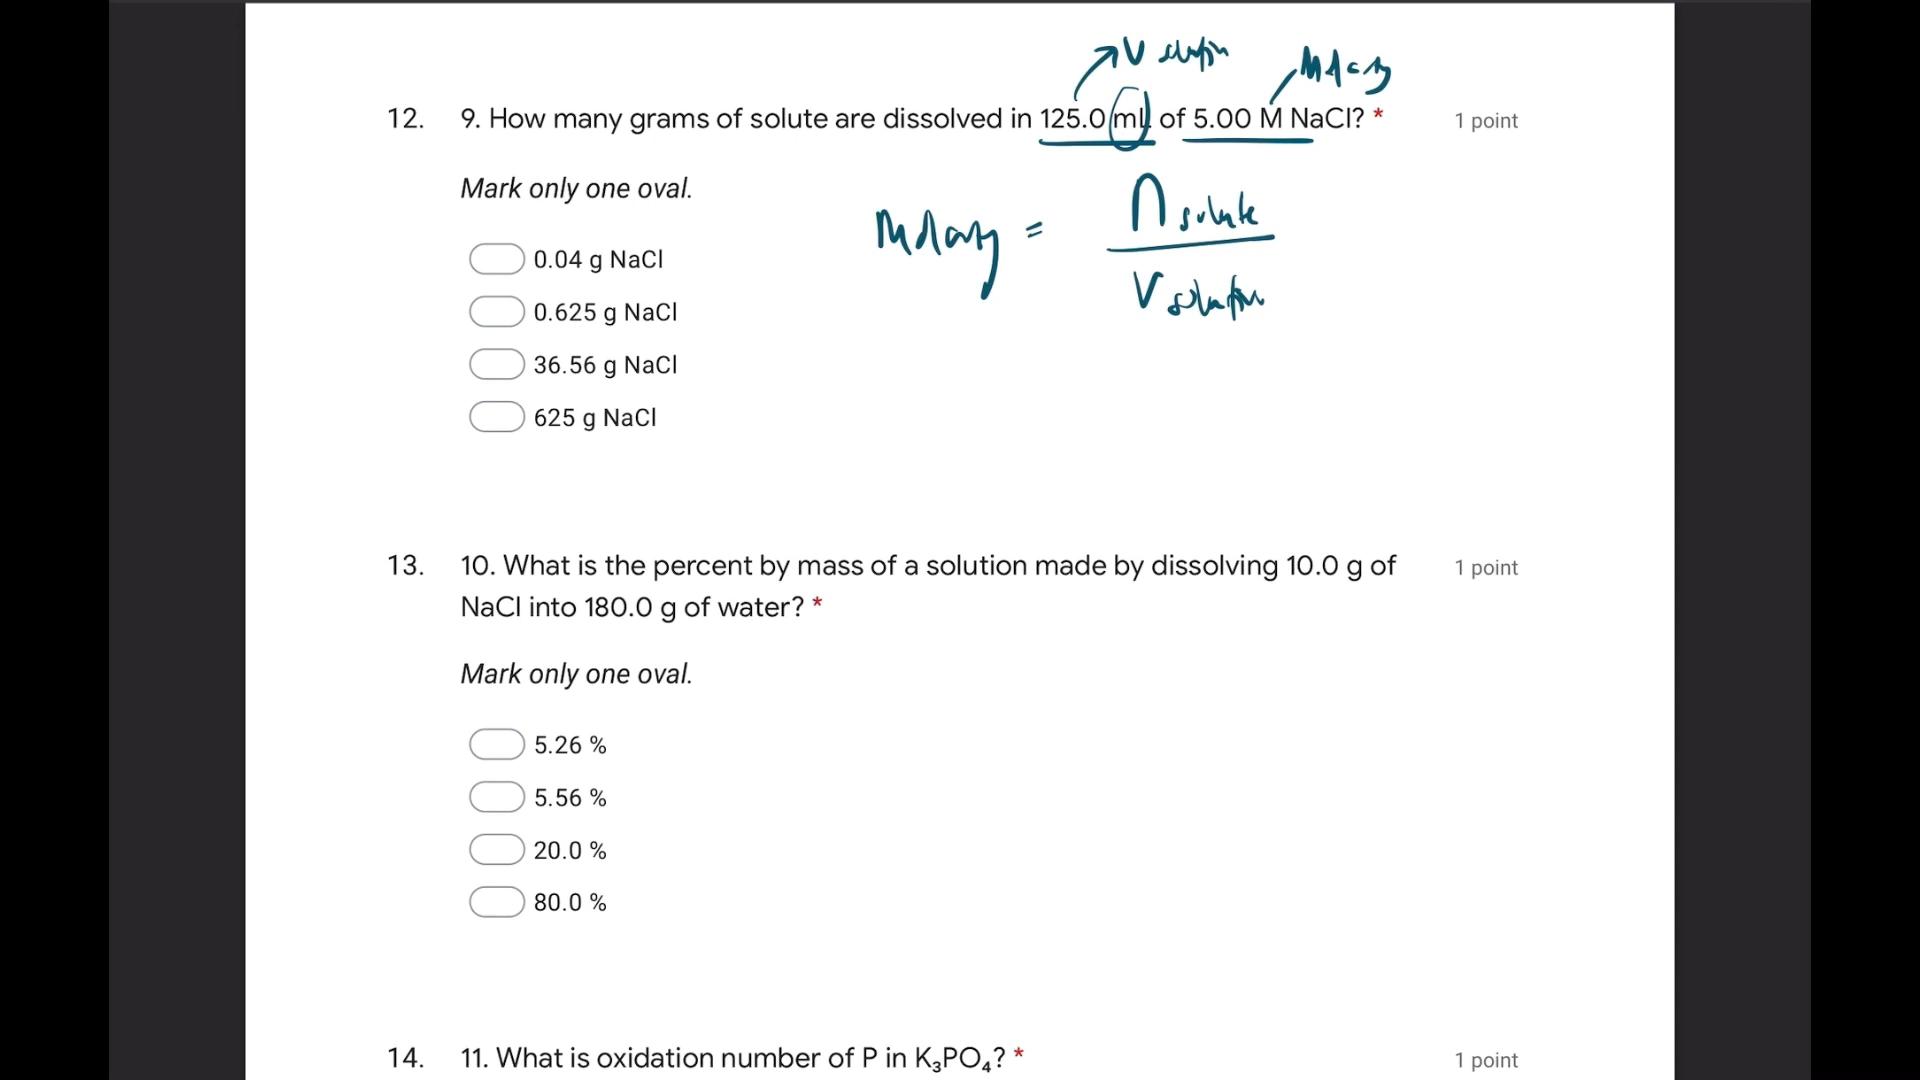 V solution
Molarity
12. 9. How many grams of solute are dissolved in 125.0 mL of 5.00 M NaCl? * 1 point
Mark only one oval.
Molarity = n solute
V solution
0.04 g NaCl
0.625 g NaCl
36.56 g NaCl
625 g NaCl
13. 10. What is the percent by mass of a solution made by dissolving 10.0 g of 1 point
NaCl into 180.0 g of water? *
Mark only one oval.
5.26 %
5.56 %
20.0 %
80.0 %
14. 11. What is oxidation number of P in K₃PO₄? * 1 point